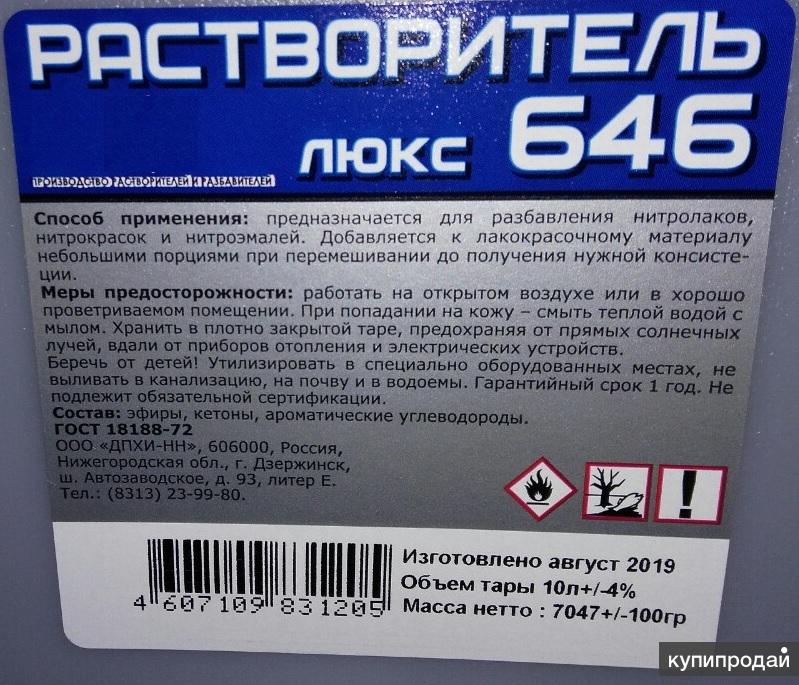 РАСТВОРИТЕЛЬ
ЛЮКС 646
ПРОИЗВОДСТВО РАСТВОРИТЕЛЕЙ И РАЗБАВИТЕЛЕЙ
Способ применения: предназначается для разбавления нитролаков,
нитрокрасок и нитроэмалей. Добавляется к лакокрасочному материалу
небольшими порциями при перемешивании до получения нужной консисте-
ции.
Меры предосторожности: работать на открытом воздухе или в хорошо
проветриваемом помещении. При попадании на кожу – смыть теплой водой с
мылом. Хранить в плотно закрытой таре, предохраняя от прямых солнечных
лучей, вдали от приборов отопления и электрических устройств.
Беречь от детей! Утилизировать в специально оборудованных местах, не
выливать в канализацию, на почву и в водоемы. Гарантийный срок 1 год. Не
подлежит обязательной сертификации.
Состав: эфиры, кетоны, ароматические углеводороды.
ГОСТ 18188-72
ООО «ДПХИ-НН», 606000, Россия,
Нижегородская обл., г. Дзержинск,
ш. Автозаводское, д. 93, литер Е.
Тел.: (8313) 23-99-80.
Изготовлено август 2019
Объем тары 10л+/-4%
Масса нетто : 7047+/-100гр
4 607109 831205
купипродай